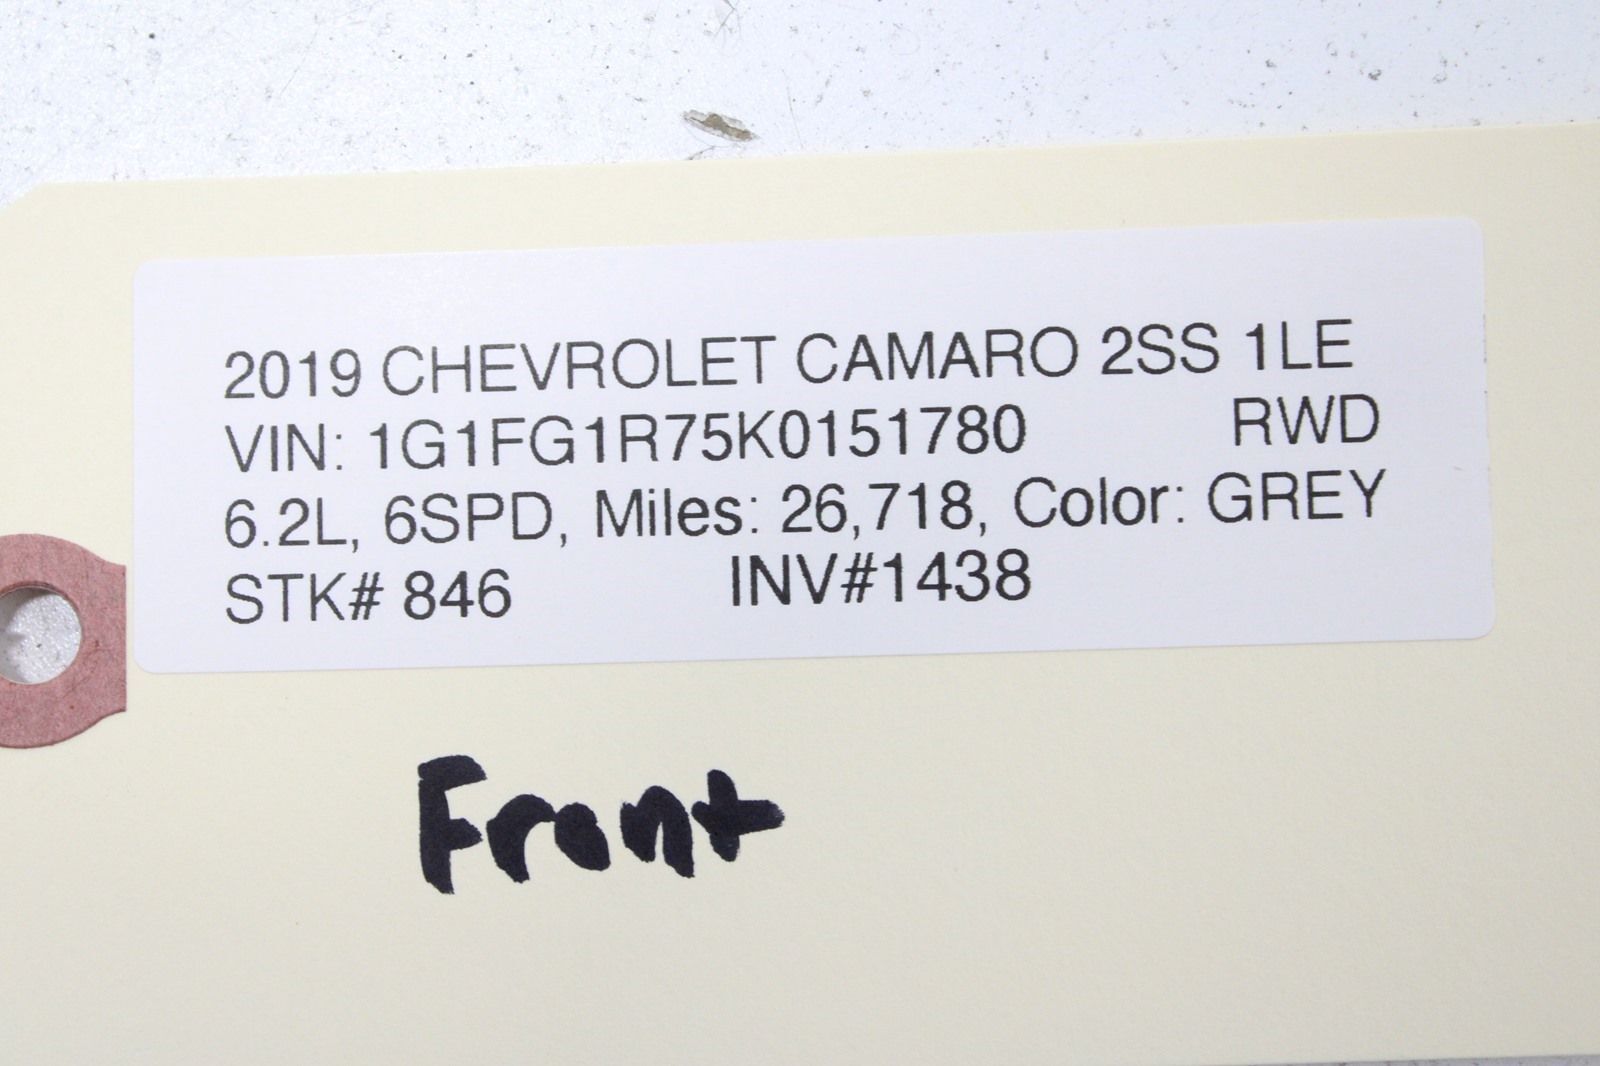 2019 CHEVROLET CAMARO 2SS 1LE
VIN: 1G1FG1R75K0151780 RWD
6.2L, 6SPD, Miles: 26,718, Color: GREY
STK# 846 INV#1438
Front